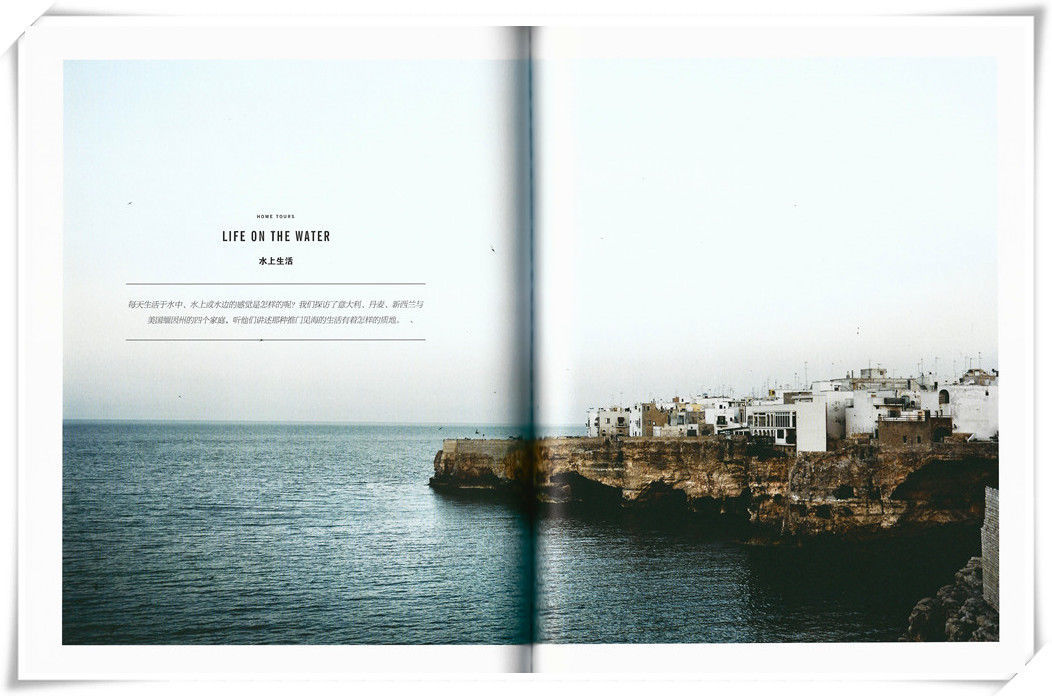 HOME TOURS
LIFE ON THE WATER
水上生活
每天生活于水中、水上或水边的感觉是怎样的呢？我们探访了意大利、丹麦、新西兰与
美国缅因州的四个家庭，听他们讲述那种推门见海的生活有着怎样的质地。